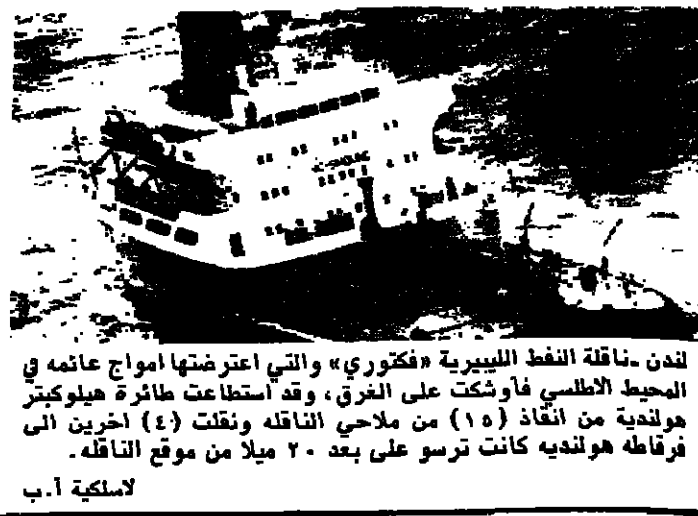 لندن ـ ناقلة النفط الليبيرية «فكتوري» والتي اعترضتها امواج عائمه في
المحيط الاطلسي فأوشكت على الغرق، وقد استطاعت طائرة هيلوكبتر
هولندية من انقاذ (١٥) من ملاحي الناقله ونقلت (٤) اخرين الى
فرقاطه هولنديه كانت ترسو على بعد ٢٠ ميلا من موقع الناقله.
لاسلكية أ.ب